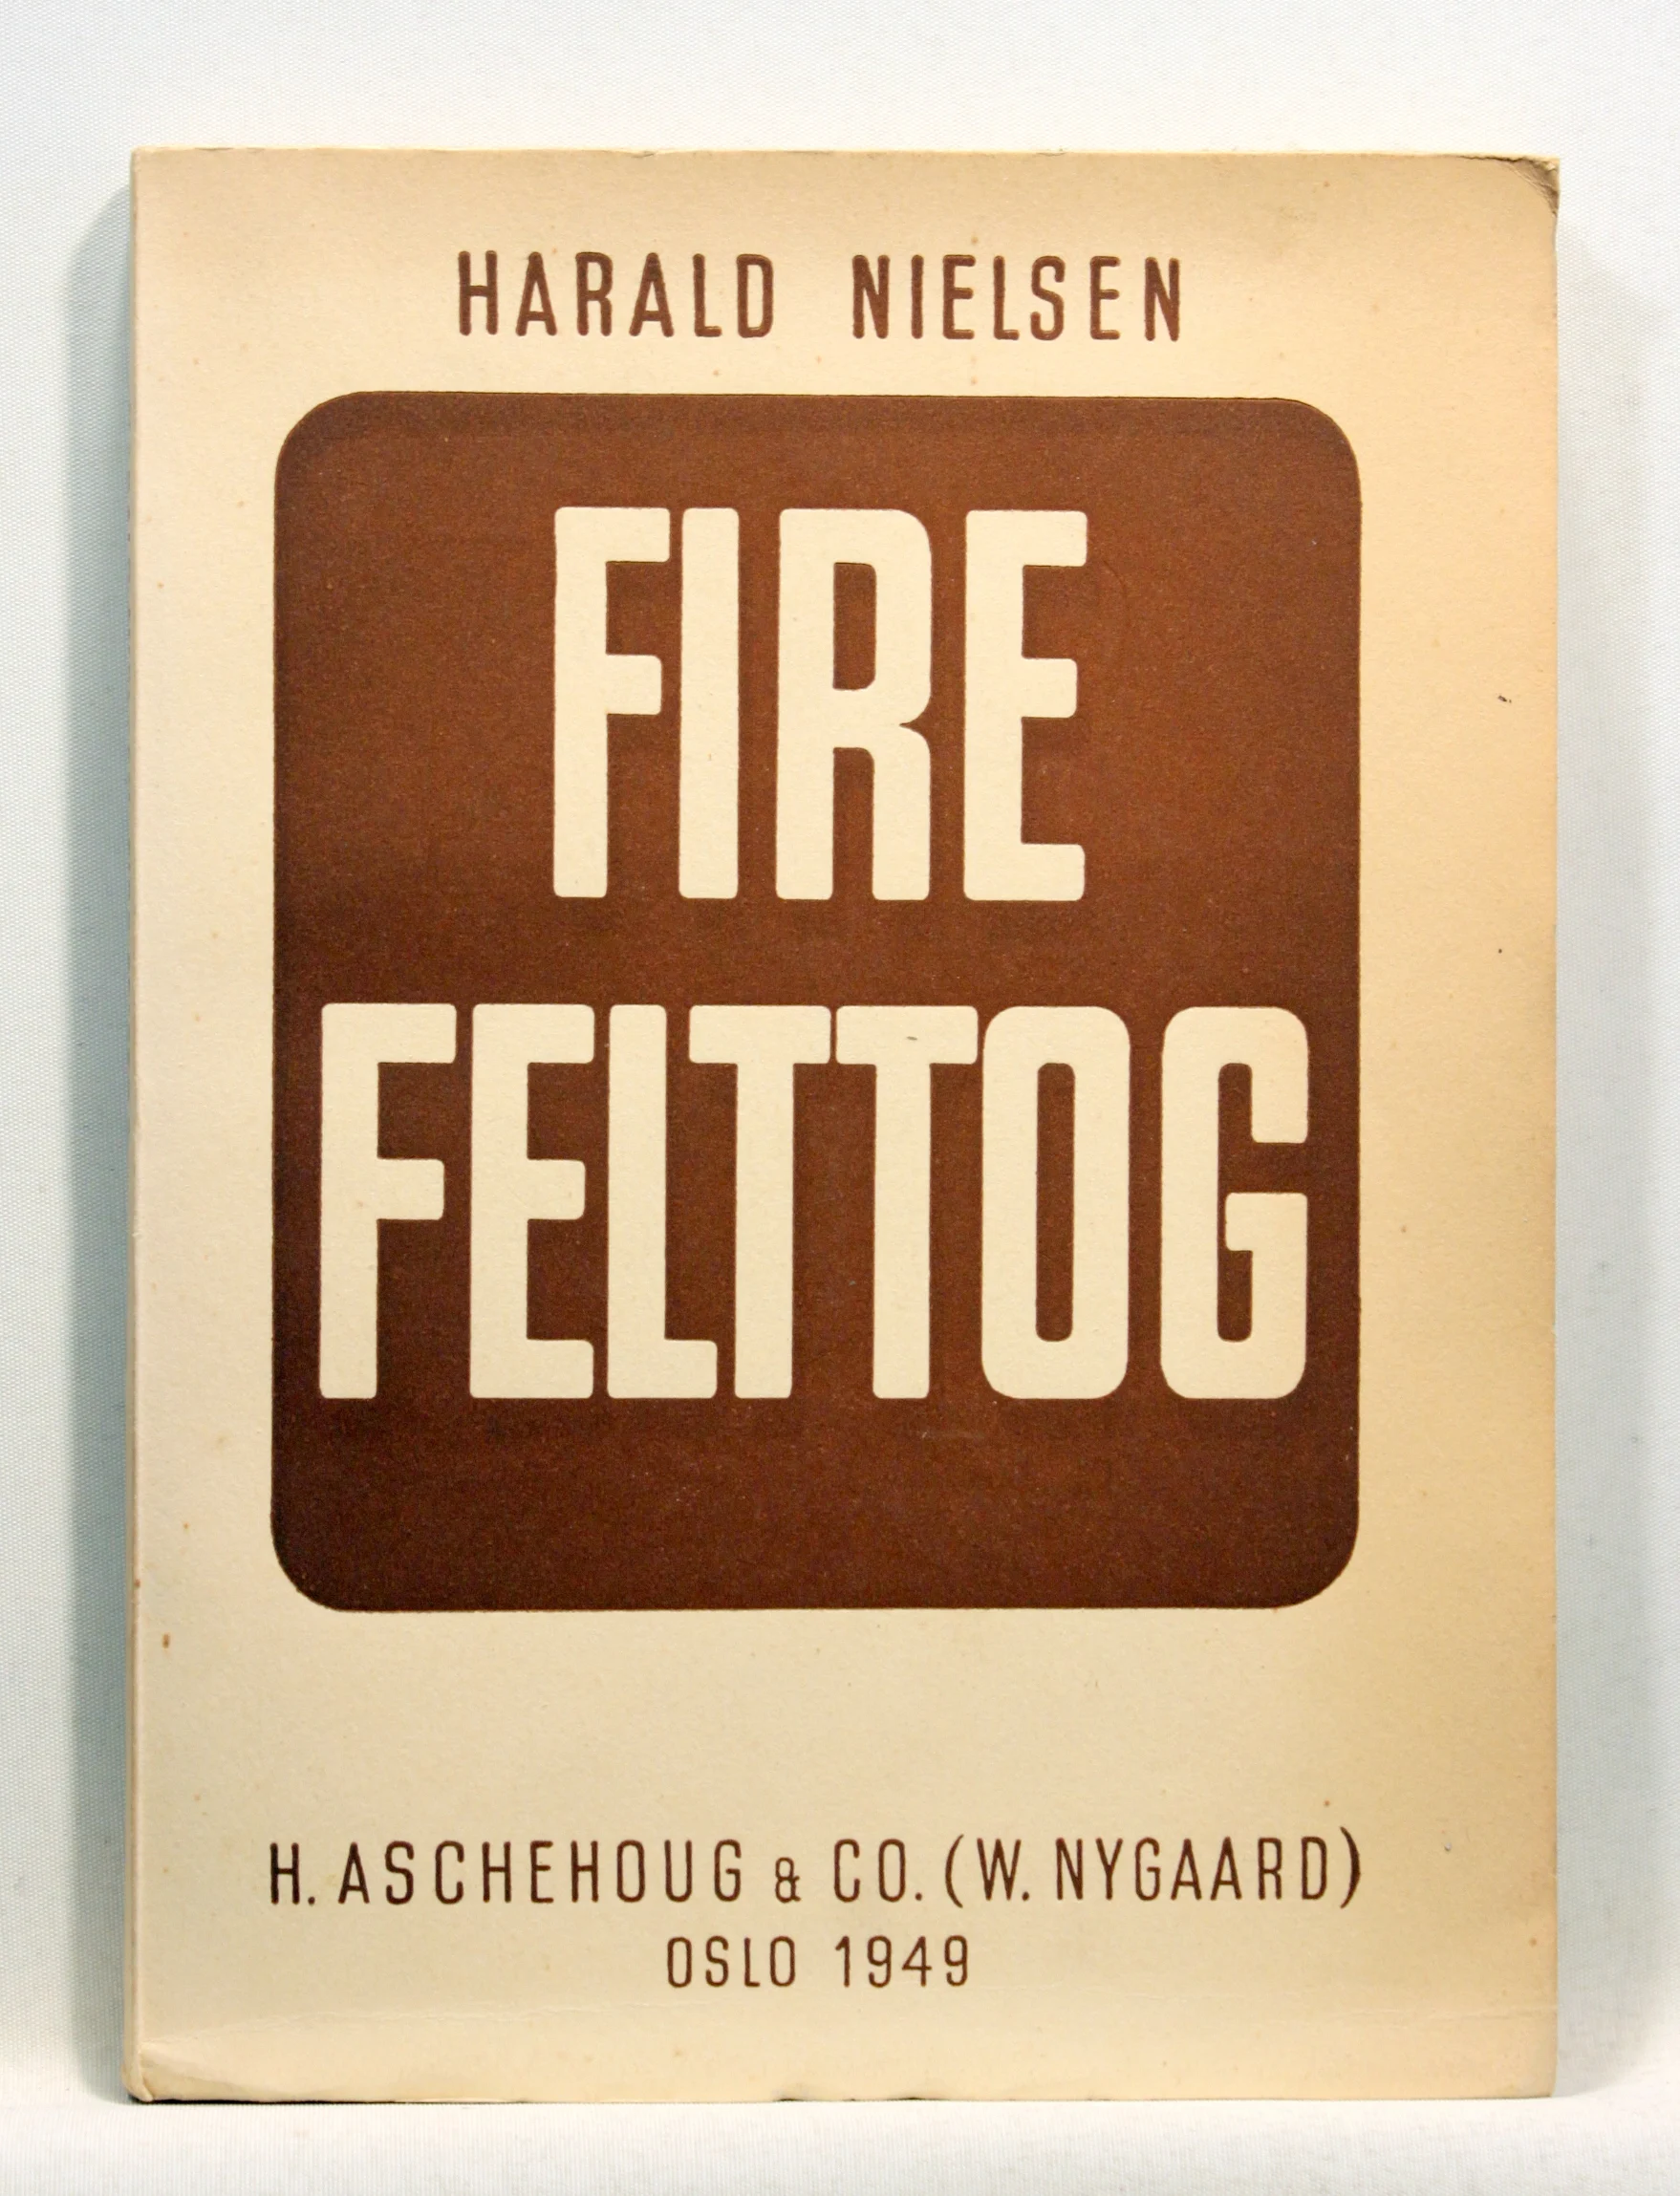 HARALD NIELSEN
FIRE
FELTTOG
H. ASCHEHOUG & CO. (W. NYGAARD)
OSLO 1949